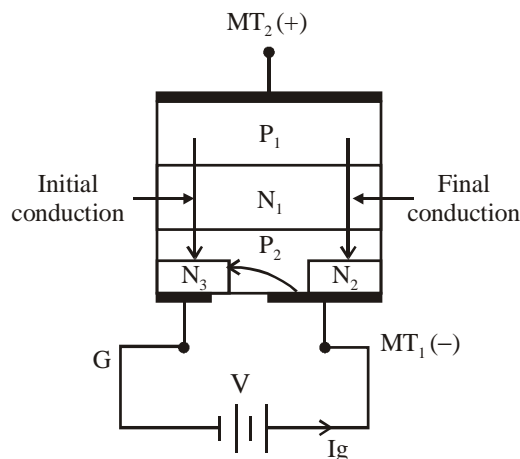 MT₂(+)
P₁
Initial conduction
N₁
Final conduction
P₂
N₃
N₂
G
MT₁(−)
V
Ig